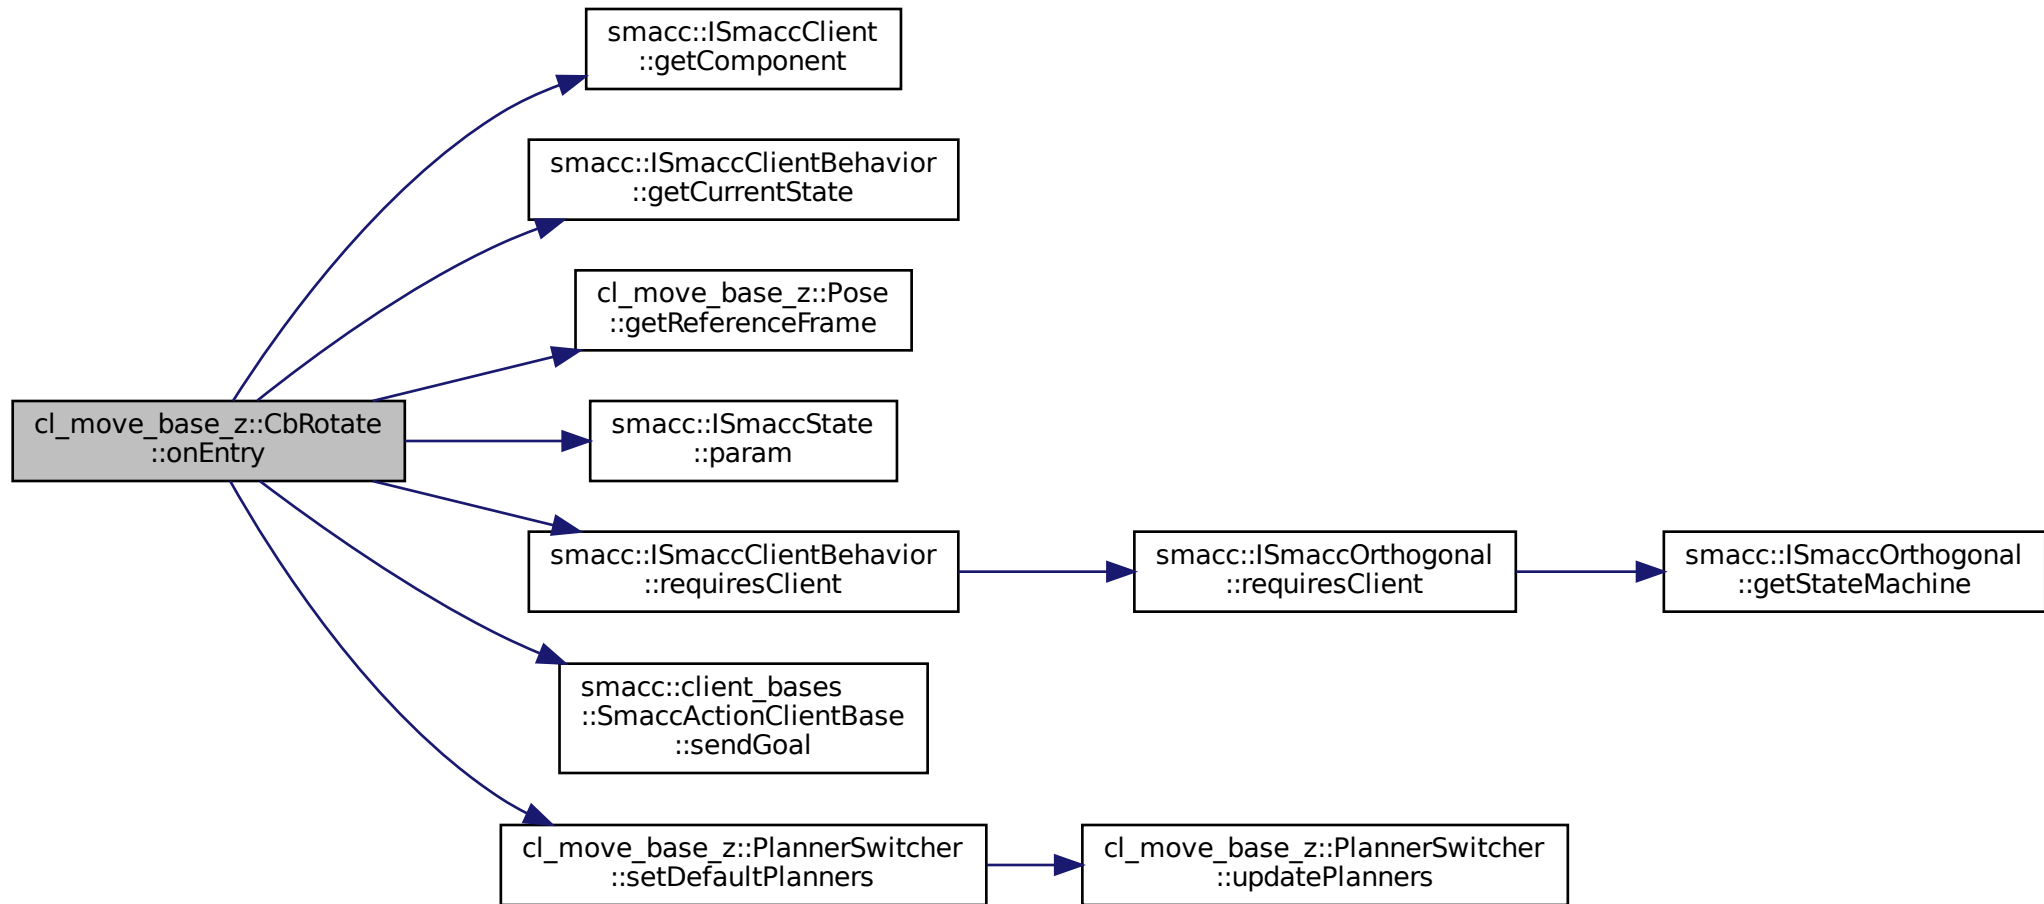 smacc::ISmaccClient
::getComponent
smacc::ISmaccClientBehavior
::getCurrentState
cl_move_base_z::Pose
::getReferenceFrame
cl_move_base_z::CbRotate
::onEntry
smacc::ISmaccState
::param
smacc::ISmaccClientBehavior
::requiresClient
smacc::ISmaccOrthogonal
::requiresClient
smacc::ISmaccOrthogonal
::getStateMachine
smacc::client_bases
::SmaccActionClientBase
::sendGoal
cl_move_base_z::PlannerSwitcher
::setDefaultPlanners
cl_move_base_z::PlannerSwitcher
::updatePlanners